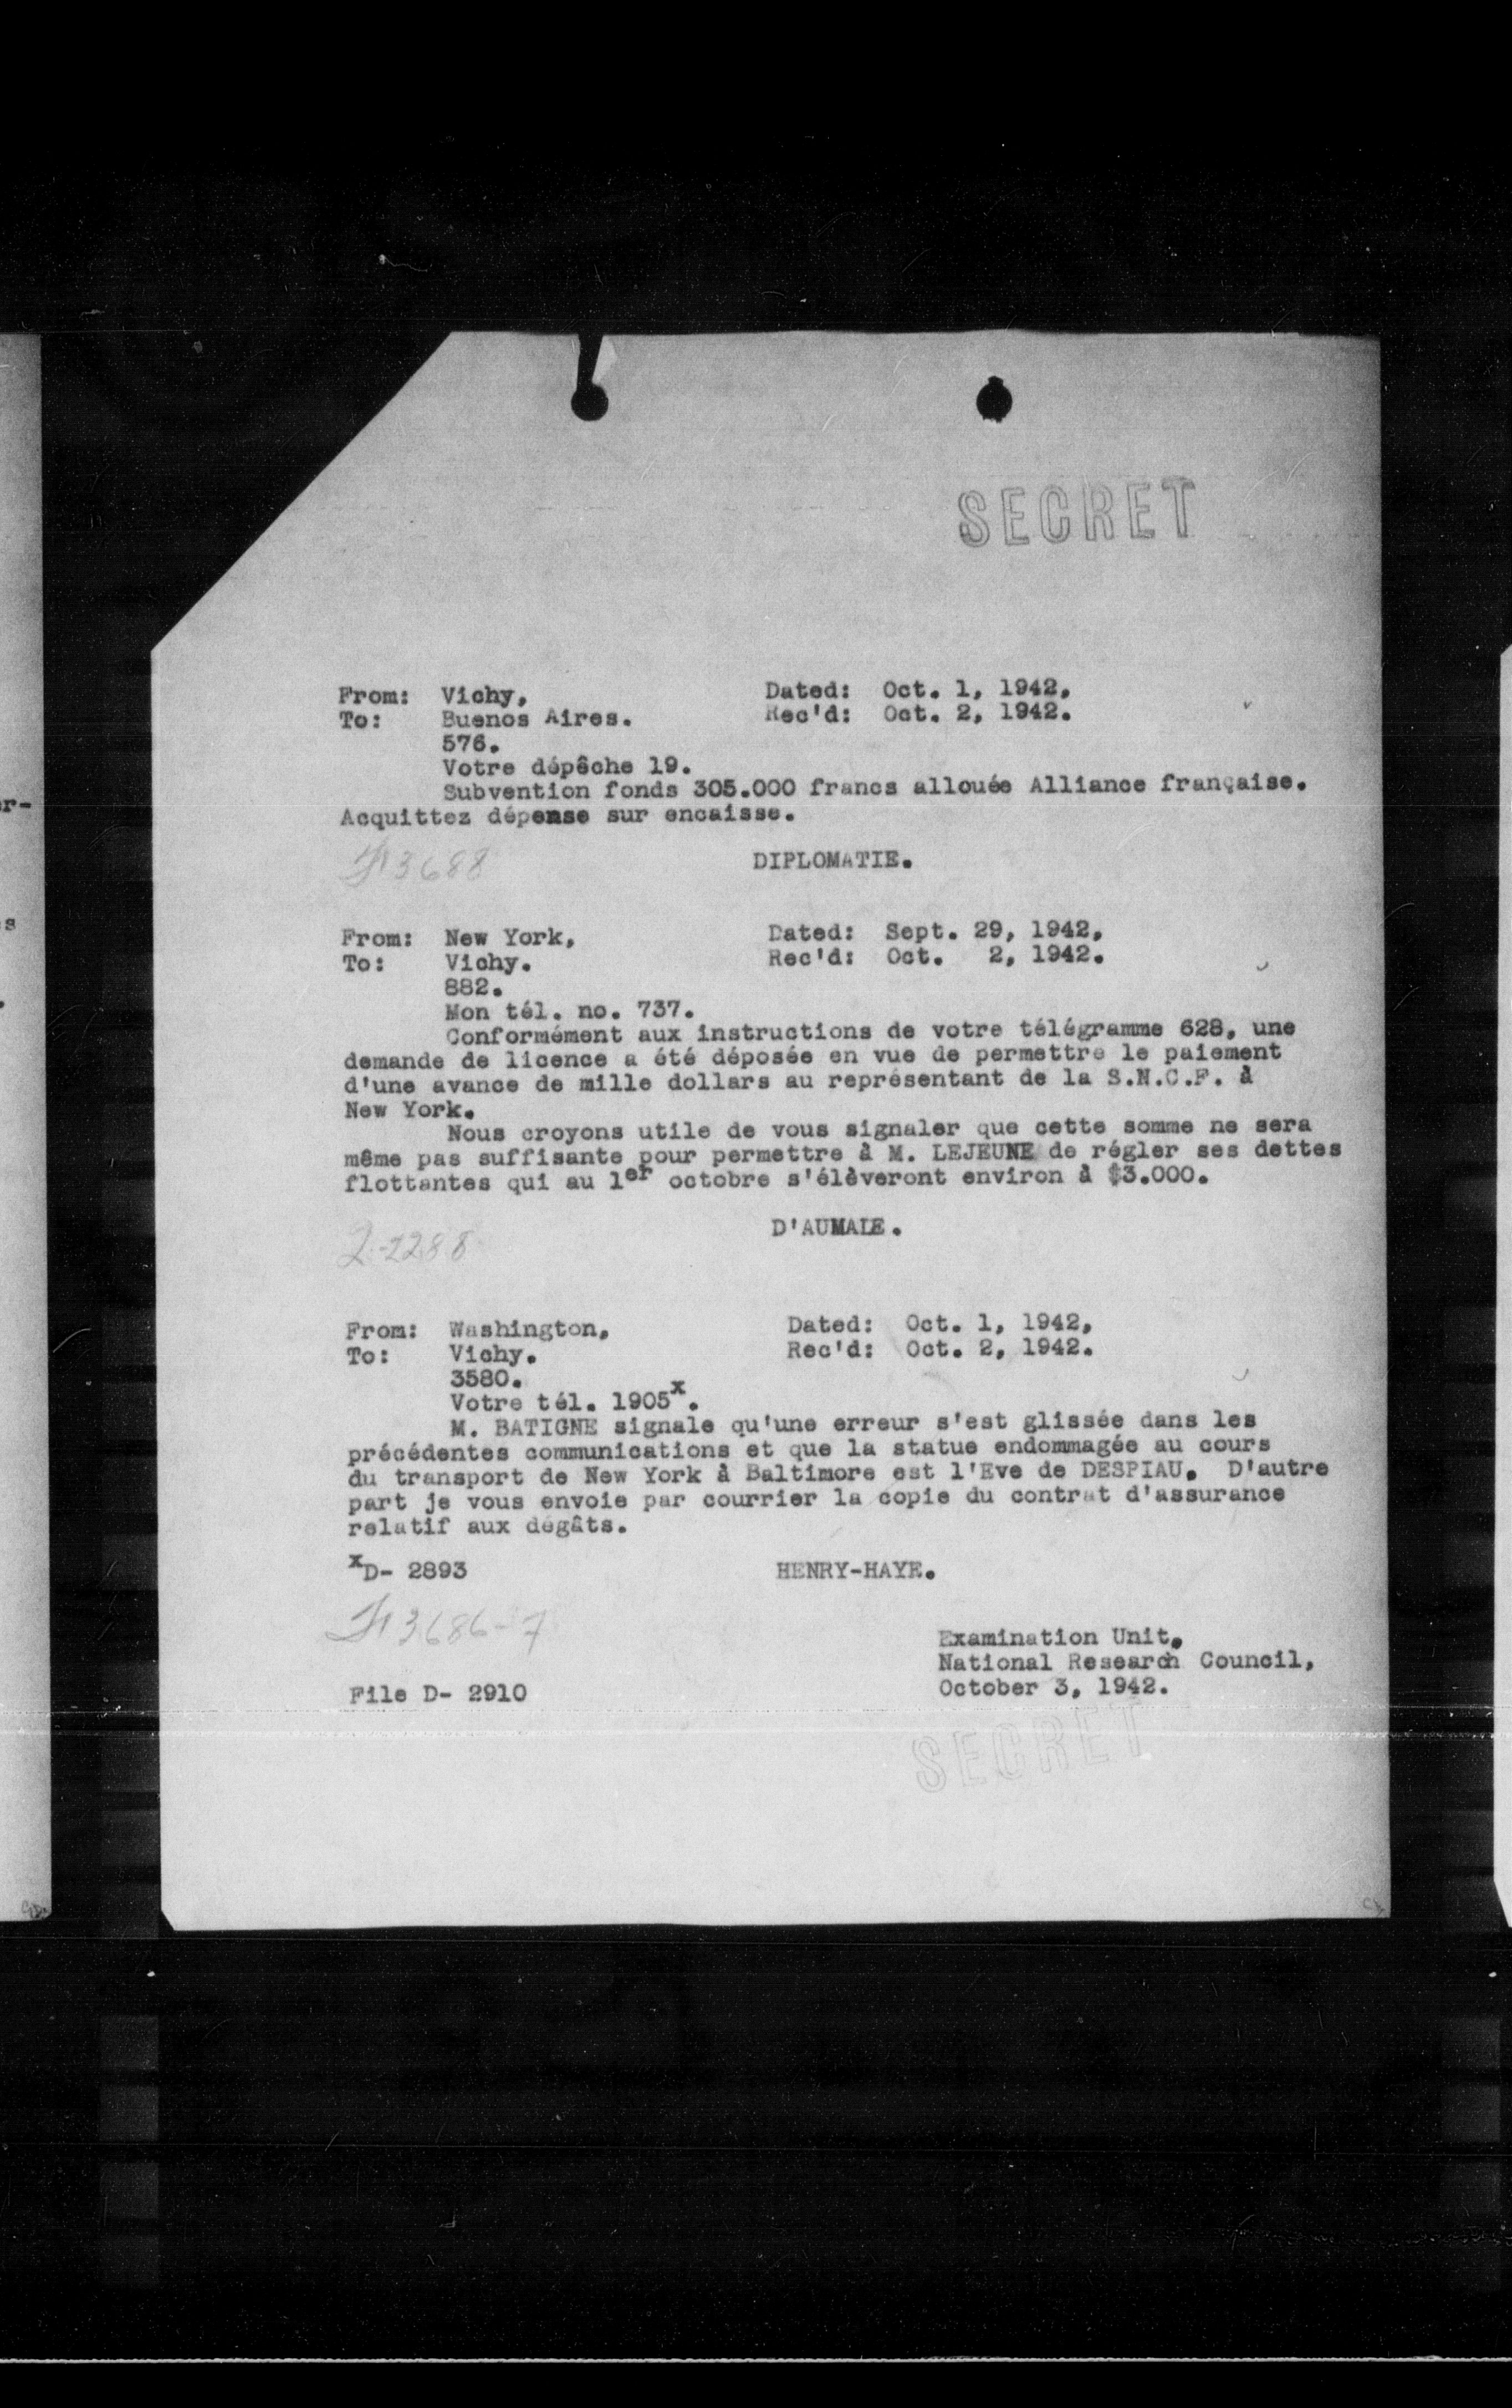 SECRET
From: Vichy, Dated: Oct. 1, 1942,
To: Buenos Aires. Rec'd: Oct. 2, 1942.
576.
Votre dépêche 19.
Subvention fonds 305.000 francs allouée Alliance française.
Acquittez dépense sur encaisse.
DIPLOMATIE.
3688
From: New York, Dated: Sept. 29, 1942,
To: Vichy. Rec'd: Oct. 2, 1942.
882.
Mon tél. no. 737.
Conformément aux instructions de votre télégramme 628, une
demande de licence a été déposée en vue de permettre le paiement
d'une avance de mille dollars au représentant de la S.N.C.F. à
New York.
Nous croyons utile de vous signaler que cette somme ne sera
même pas suffisante pour permettre à M. LEJEUNE de régler ses dettes
flottantes qui au 1er octobre s'élèveront environ à $3.000.
D'AUMALE.
2-2288
From: Washington, Dated: Oct. 1, 1942,
To: Vichy. Rec'd: Oct. 2, 1942.
3580.
Votre tél. 1905x.
M. BATIGNE signale qu'une erreur s'est glissée dans les
précédentes communications et que la statue endommagée au cours
du transport de New York à Baltimore est l'Eve de DESPIAU. D'autre
part je vous envoie par courrier la copie du contrat d'assurance
relatif aux dégâts.
xD- 2893 HENRY-HAYE.
3686-7
Examination Unit,
National Research Council,
File D- 2910 October 3, 1942.
SECRET